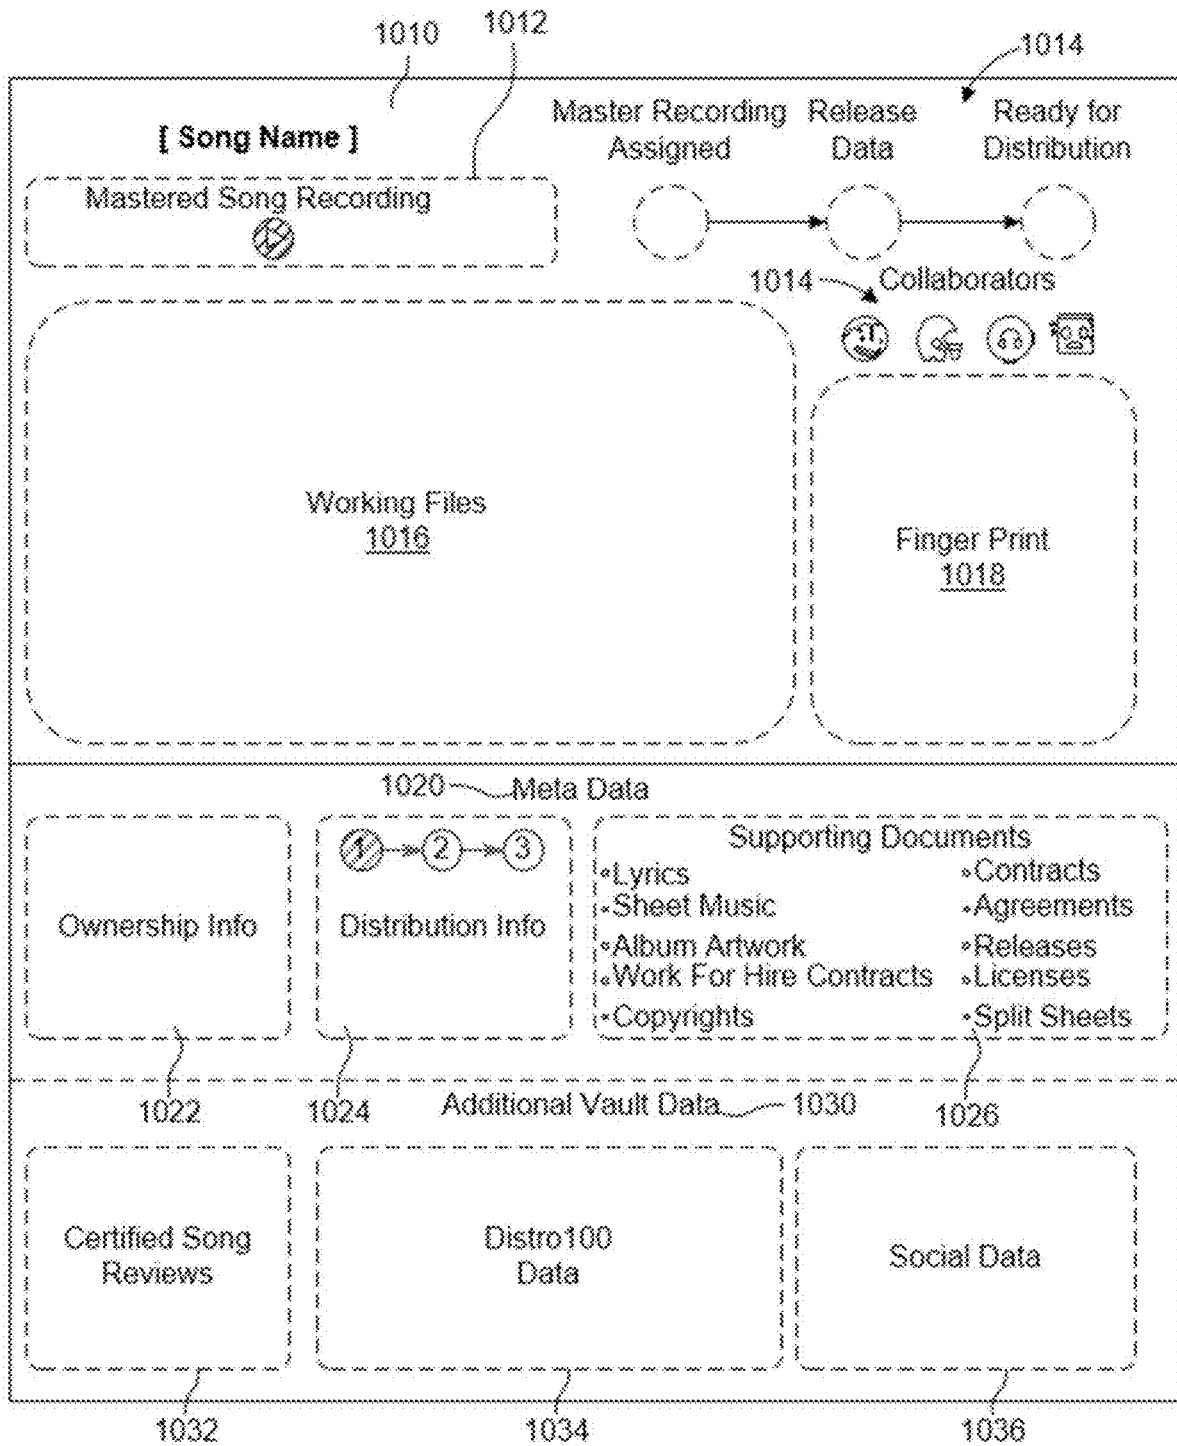 1010
1012
1014
[ Song Name ]
Master Recording
Assigned
Release
Data
Ready for
Distribution
Mastered Song Recording
1014
Collaborators
Working Files
1016
Finger Print
1018
1020
Meta Data
Ownership Info
1
2
3
Distribution Info
Supporting Documents
•Lyrics
•Contracts
•Sheet Music
•Agreements
•Album Artwork
•Releases
•Work For Hire Contracts
•Licenses
•Copyrights
•Split Sheets
1022
1024
Additional Vault Data
1030
1026
Certified Song
Reviews
Distro100
Data
Social Data
1032
1034
1036